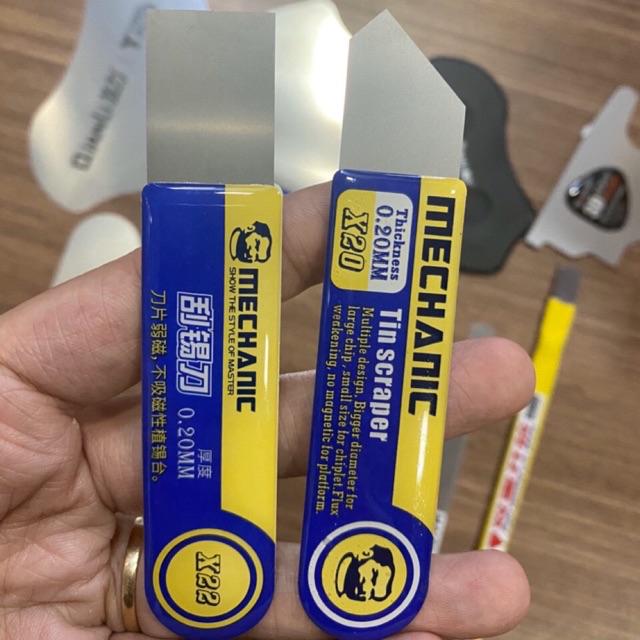 MECHANIC
SHOW THE STYLE OF MASTER
刮锡刀
厚度
0.20MM
刀片弱磁，不吸磁性植锡台。
X22
MECHANIC
Thickness
0.20MM
X20
Tin scraper
Multiple design, Bigger diameter for
large chip, small size for chiplet.Flux-
weakening, no magnetic for platform.